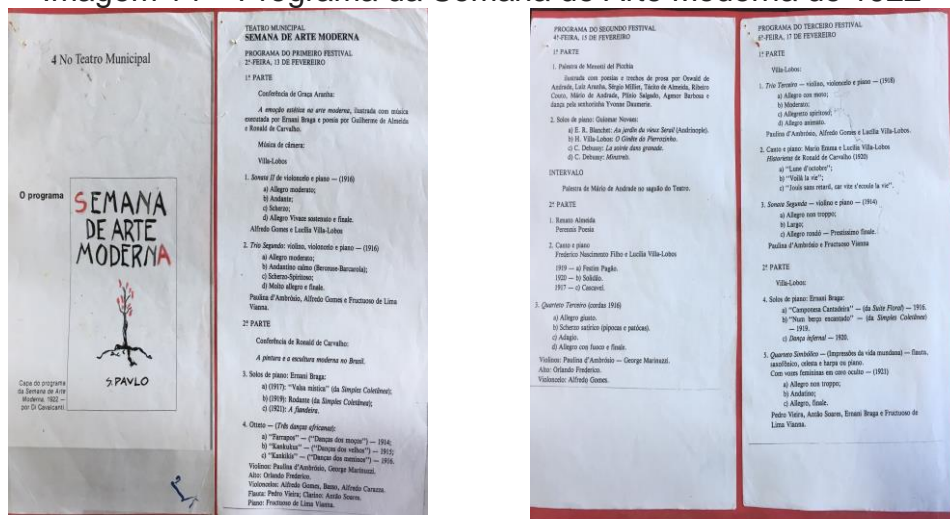 Imagem 11 – Programa da Semana de Arte Moderna de 1922
4 No Teatro Municipal
O programa
SEMANA
DE ARTE
MODERNA
S. PAVLO
Capa do programa
da Semana de Arte
Moderna, 1922 —
por Di Cavalcanti
TEATRO MUNICIPAL
SEMANA DE ARTE MODERNA
PROGRAMA DO PRIMEIRO FESTIVAL
2ª-FEIRA, 13 DE FEVEREIRO
1ª PARTE
Conferência de Graça Aranha:
A emoção estética na arte moderna, ilustrada com música
executada por Ernani Braga e poesia por Guilherme de Almeida
e Ronald de Carvalho.
Música de câmera:
Villa-Lobos
1. Sonata II de violoncelo e piano — (1916)
a) Allegro moderato;
b) Andante;
c) Scherzo;
d) Allegro Vivace sostenuto e finale.
Alfredo Gomes e Lucília Villa-Lobos
2. Trio Segundo: violino, violoncelo e piano — (1916)
a) Allegro moderato;
b) Andantino calmo (Berceuse-Barcarola);
c) Scherzo-Spiritoso;
d) Molto allegro e finale.
Paulina d'Ambrósio, Alfredo Gomes e Fructuoso de Lima
Vianna.
2ª PARTE
Conferência de Ronald de Carvalho:
A pintura e a escultura moderna no Brasil.
3. Solos de piano: Ernani Braga:
a) (1917): "Valsa mística" (da Simples Coletânea);
b) (1919): Rodante (da Simples Coletânea);
c) (1921): A fiandeira.
4. Otteto — (Três danças africanas):
a) "Farrapos" — ("Danças dos moços") — 1914;
b) "Kankukus" — ("Danças dos velhos") — 1915;
c) "Kankikis" — ("Danças dos meninos") — 1916.
Violinos: Paulina d'Ambrósio, George Marinuzzi.
Alto: Orlando Frederico.
Violoncelos: Alfredo Gomes, Basso, Alfredo Carazza.
Flauta: Pedro Vieira; Clarino: Antão Soares.
Piano: Fructuoso de Lima Vianna.
PROGRAMA DO SEGUNDO FESTIVAL
4ª-FEIRA, 15 DE FEVEREIRO
1ª PARTE
1. Palestra de Menotti del Picchia
ilustrada com poesias e trechos de prosa por Oswald de
Andrade, Luiz Aranha, Sérgio Milliet, Tácito de Almeida, Ribeiro
Couto, Mário de Andrade, Plínio Salgado, Agenor Barbosa e
dança pela senhorinha Yvonne Daumerie.
2. Solos de piano: Guiomar Novaes:
a) E. R. Blanchet: Au jardin du vieux Serail (Andrinople).
b) H. Villa-Lobos: O Ginête do Pierrozinho.
c) C. Debussy: La soirée dans grenade.
d) C. Debussy: Minstrels.
INTERVALO
Palestra de Mário de Andrade no saguão do Teatro.
2ª PARTE
1. Renato Almeida
Perennis Poesia
2. Canto e piano
Frederico Nascimento Filho e Lucília Villa-Lobos
1919 — a) Festim Pagão.
1920 — b) Solidão.
1917 — c) Cascavel.
3. Quarteto Terceiro (cordas 1916)
a) Allegro giusto.
b) Scherzo satírico (pipocas e patócas).
c) Adagio.
d) Allegro con fuoco e finale.
Violinos: Paulina d'Ambrósio — George Marinuzzi.
Alto: Orlando Frederico.
Violoncelo: Alfredo Gomes.
PROGRAMA DO TERCEIRO FESTIVAL
6ª-FEIRA, 17 DE FEVEREIRO
1ª PARTE
Villa-Lobos:
1. Trio Terceiro — violino, violoncelo e piano — (1918)
a) Allegro con moto;
b) Moderato;
c) Allegretto spiritoso;
d) Allegro animato.
Paulina d'Ambrósio, Alfredo Gomes e Lucília Villa-Lobos.
2. Canto e piano: Mario Emma e Lucília Villa-Lobos
Historietas de Ronald de Carvalho (1920)
a) "Lune d'octobre";
b) "Voilà la vie";
c) "Jouis sans retard, car vite s'écoule la vie".
3. Sonata Segunda — violino e piano — (1914)
a) Allegro non troppo;
b) Largo;
c) Allegro rondó — Prestissimo finale.
Paulina d'Ambrósio e Fructuoso Vianna
2ª PARTE
Villa-Lobos:
4. Solos de piano: Ernani Braga:
a) "Camponesa Cantadeira" — (da Suíte Floral) — 1916.
b) "Num berço encantado" — (da Simples Coletânea)
— 1919.
c) Dança infernal — 1920.
5. Quarteto Simbólico — (Impressões da vida mundana) — flauta,
saxofônico, celesta e harpa ou piano.
Com vozes femininas em coro oculto — (1921)
a) Allegro non troppo;
b) Andatino;
c) Allegro, finale.
Pedro Vieira, Antão Soares, Ernani Braga e Fructuoso de
Lima Vianna.